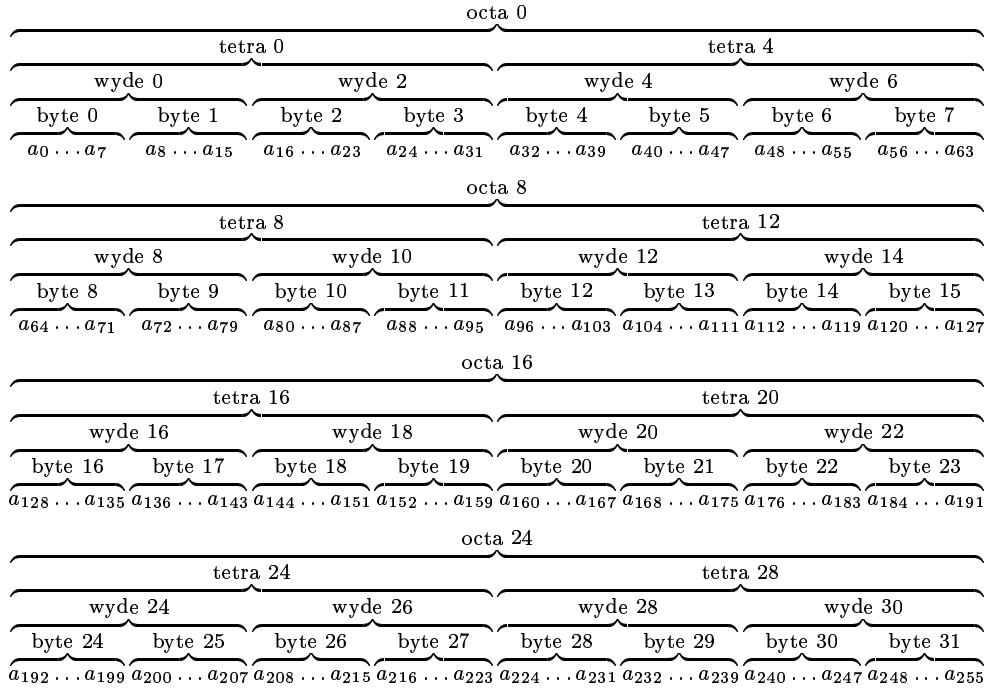 octa 0
tetra 0 tetra 4
wyde 0 wyde 2 wyde 4 wyde 6
byte 0 byte 1 byte 2 byte 3 byte 4 byte 5 byte 6 byte 7
a0 ... a7 a8 ... a15 a16 ... a23 a24 ... a31 a32 ... a39 a40 ... a47 a48 ... a55 a56 ... a63
octa 8
tetra 8 tetra 12
wyde 8 wyde 10 wyde 12 wyde 14
byte 8 byte 9 byte 10 byte 11 byte 12 byte 13 byte 14 byte 15
a64 ... a71 a72 ... a79 a80 ... a87 a88 ... a95 a96 ... a103 a104 ... a111 a112 ... a119 a120 ... a127
octa 16
tetra 16 tetra 20
wyde 16 wyde 18 wyde 20 wyde 22
byte 16 byte 17 byte 18 byte 19 byte 20 byte 21 byte 22 byte 23
a128 ... a135 a136 ... a143 a144 ... a151 a152 ... a159 a160 ... a167 a168 ... a175 a176 ... a183 a184 ... a191
octa 24
tetra 24 tetra 28
wyde 24 wyde 26 wyde 28 wyde 30
byte 24 byte 25 byte 26 byte 27 byte 28 byte 29 byte 30 byte 31
a192 ... a199 a200 ... a207 a208 ... a215 a216 ... a223 a224 ... a231 a232 ... a239 a240 ... a247 a248 ... a255